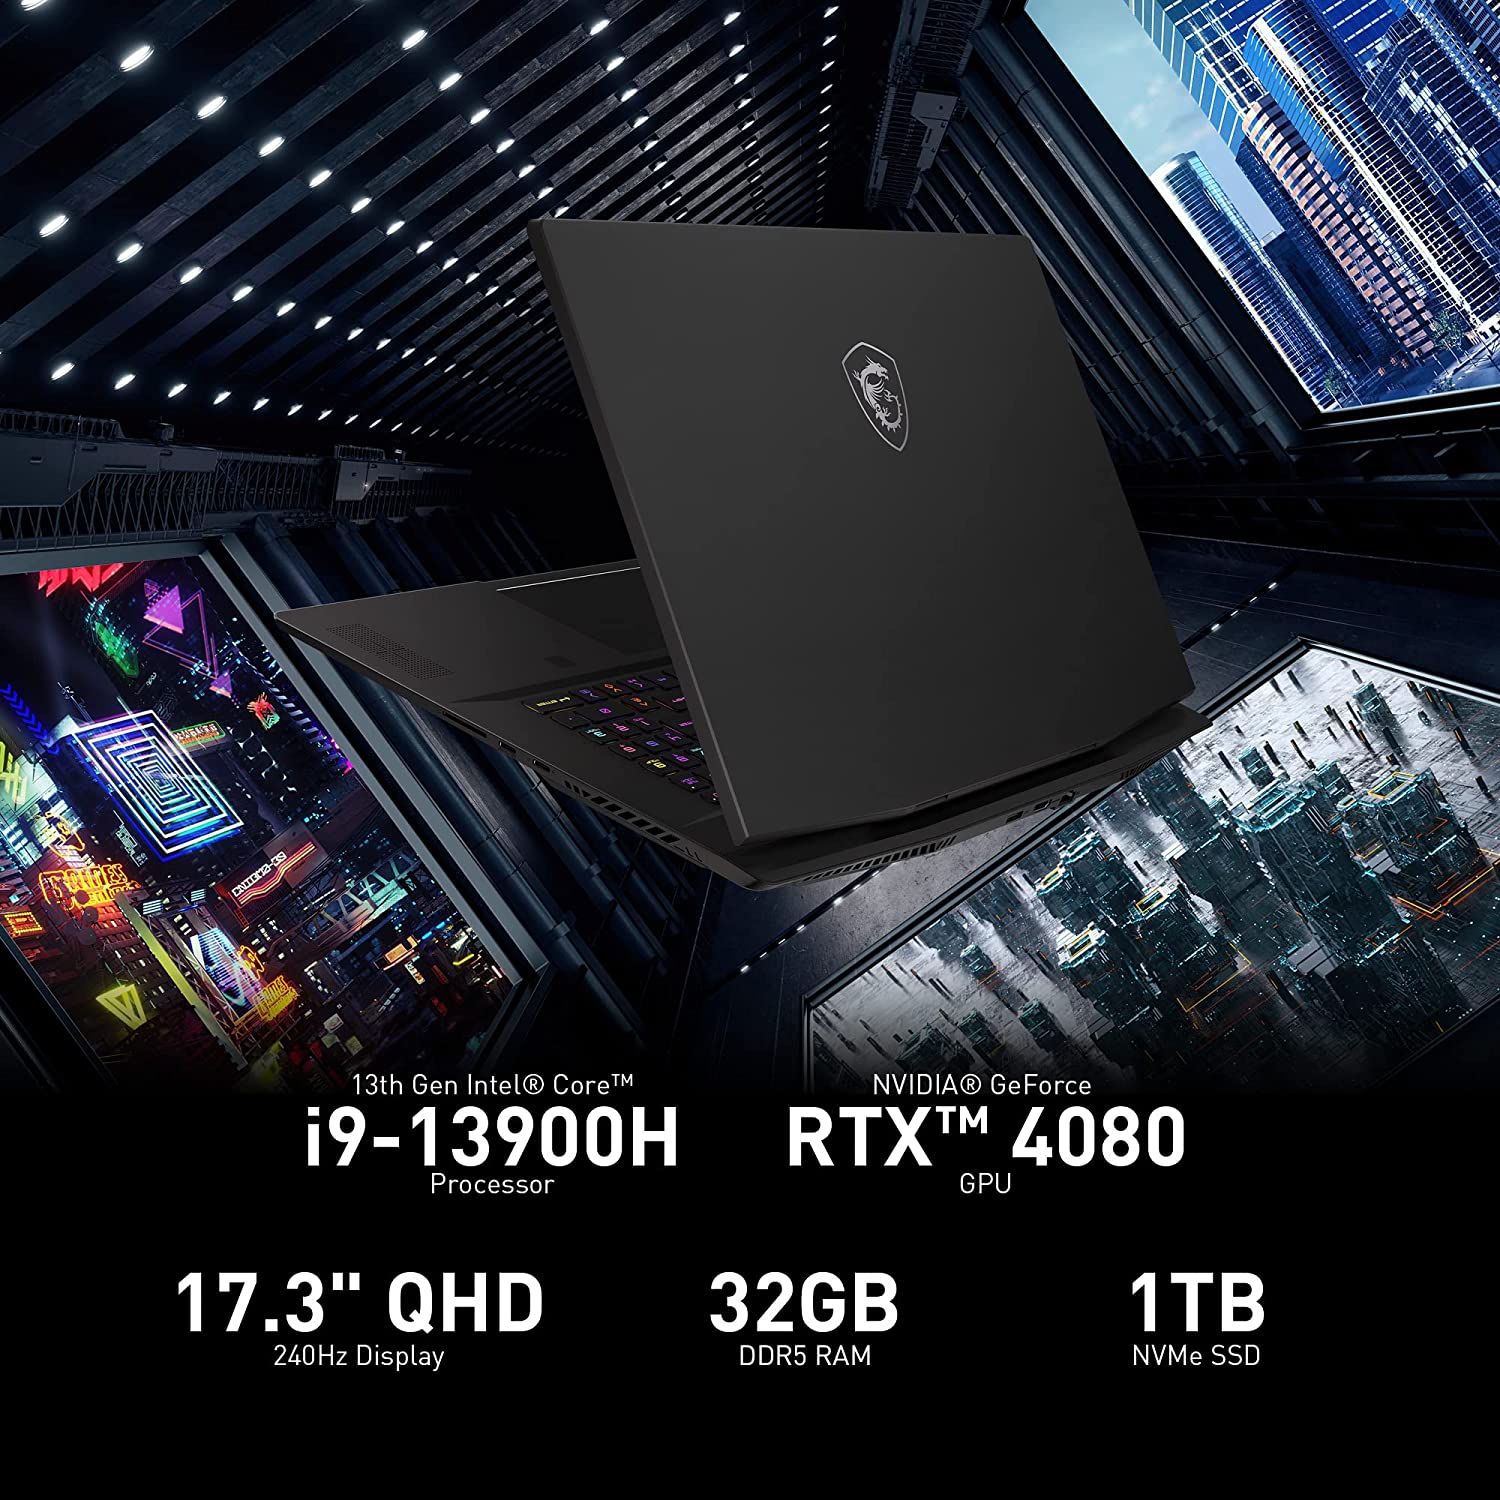 13th Gen Intel® Core™
i9-13900H
Processor
NVIDIA® GeForce
RTX™ 4080
GPU
17.3" QHD
240Hz Display
32GB
DDR5 RAM
1TB
NVMe SSD